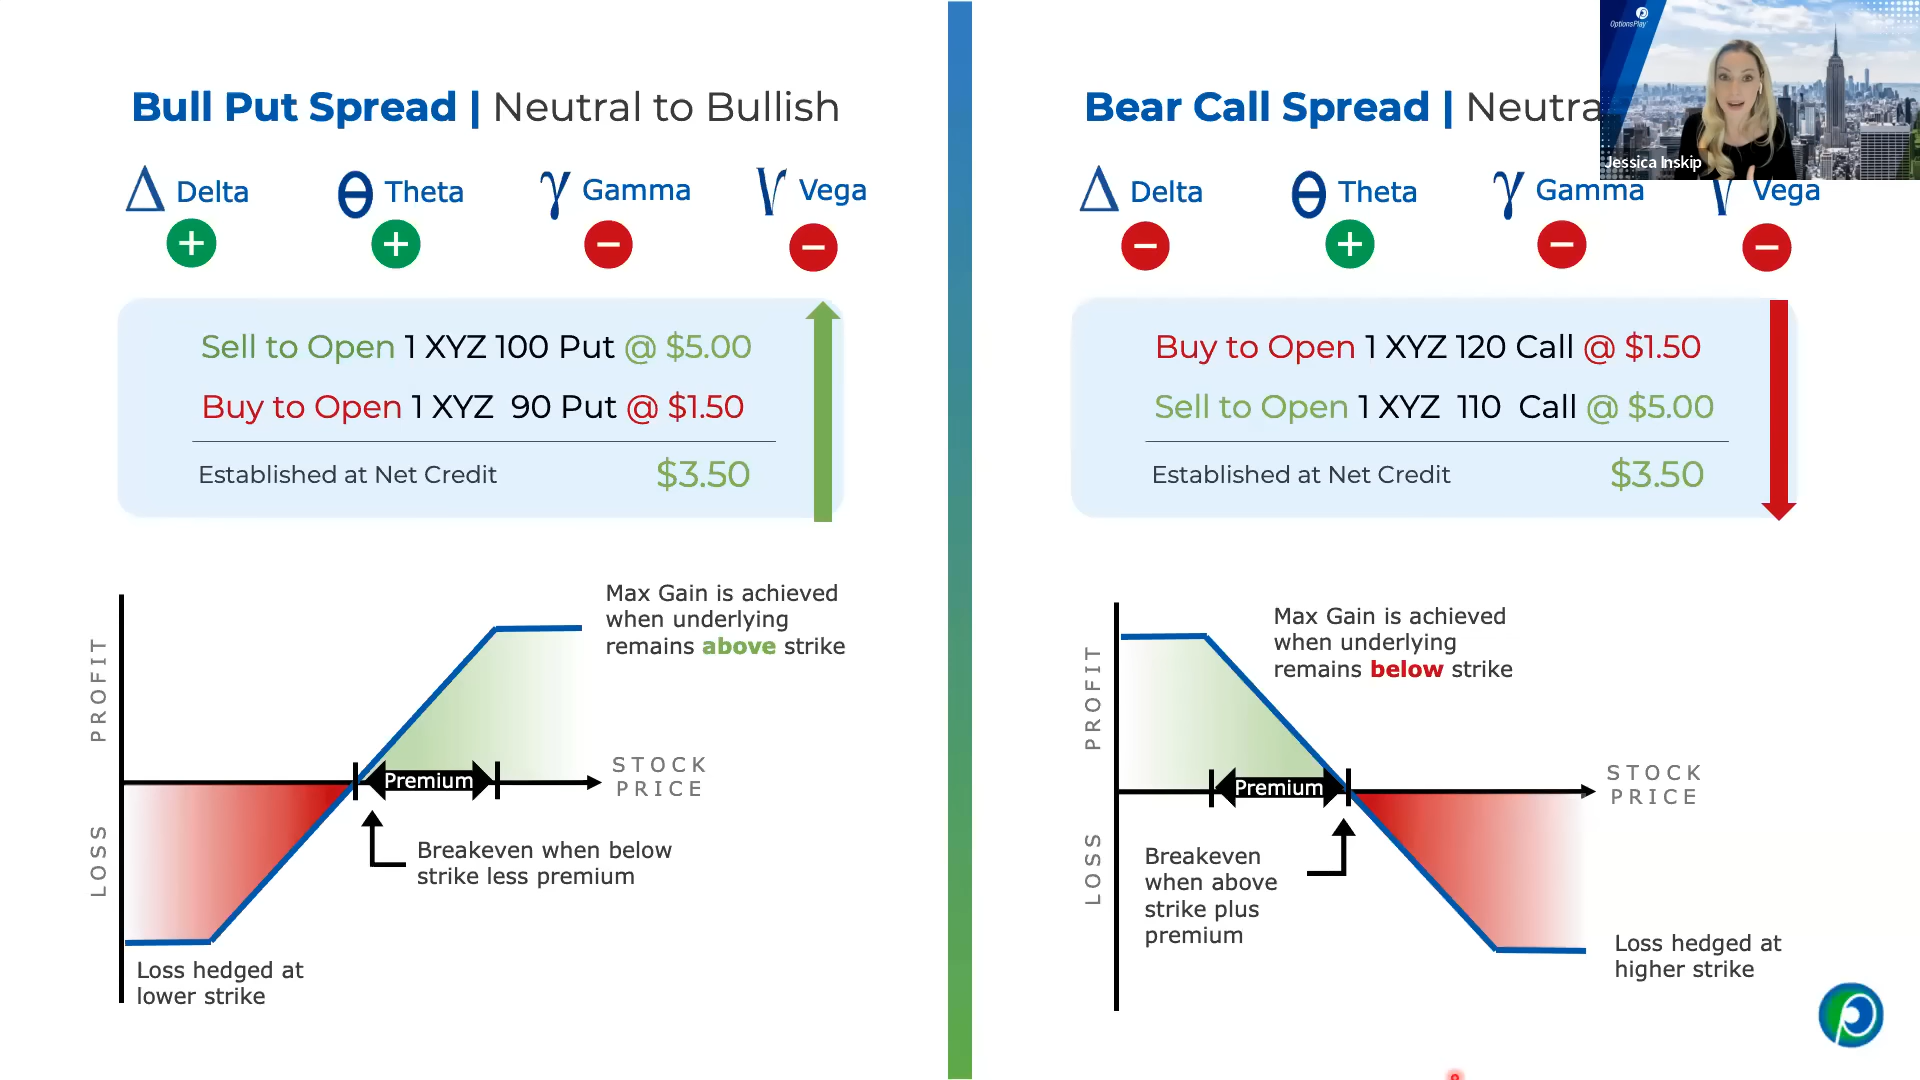 Bull Put Spread | Neutral to Bullish
Δ Delta
θ Theta
γ Gamma
ν Vega
+
+
−
−
Sell to Open 1 XYZ 100 Put @ $5.00
Buy to Open 1 XYZ 90 Put @ $1.50
Established at Net Credit $3.50
PROFIT
LOSS
Max Gain is achieved
when underlying
remains above strike
Premium
STOCK
PRICE
Breakeven when below
strike less premium
Loss hedged at
lower strike
Bear Call Spread | Neutra
OptionsPlay
Jessica Inskip
Δ Delta
θ Theta
γ Gamma
ν Vega
−
+
−
−
Buy to Open 1 XYZ 120 Call @ $1.50
Sell to Open 1 XYZ 110 Call @ $5.00
Established at Net Credit $3.50
PROFIT
LOSS
Max Gain is achieved
when underlying
remains below strike
Premium
STOCK
PRICE
Breakeven
when above
strike plus
premium
Loss hedged at
higher strike